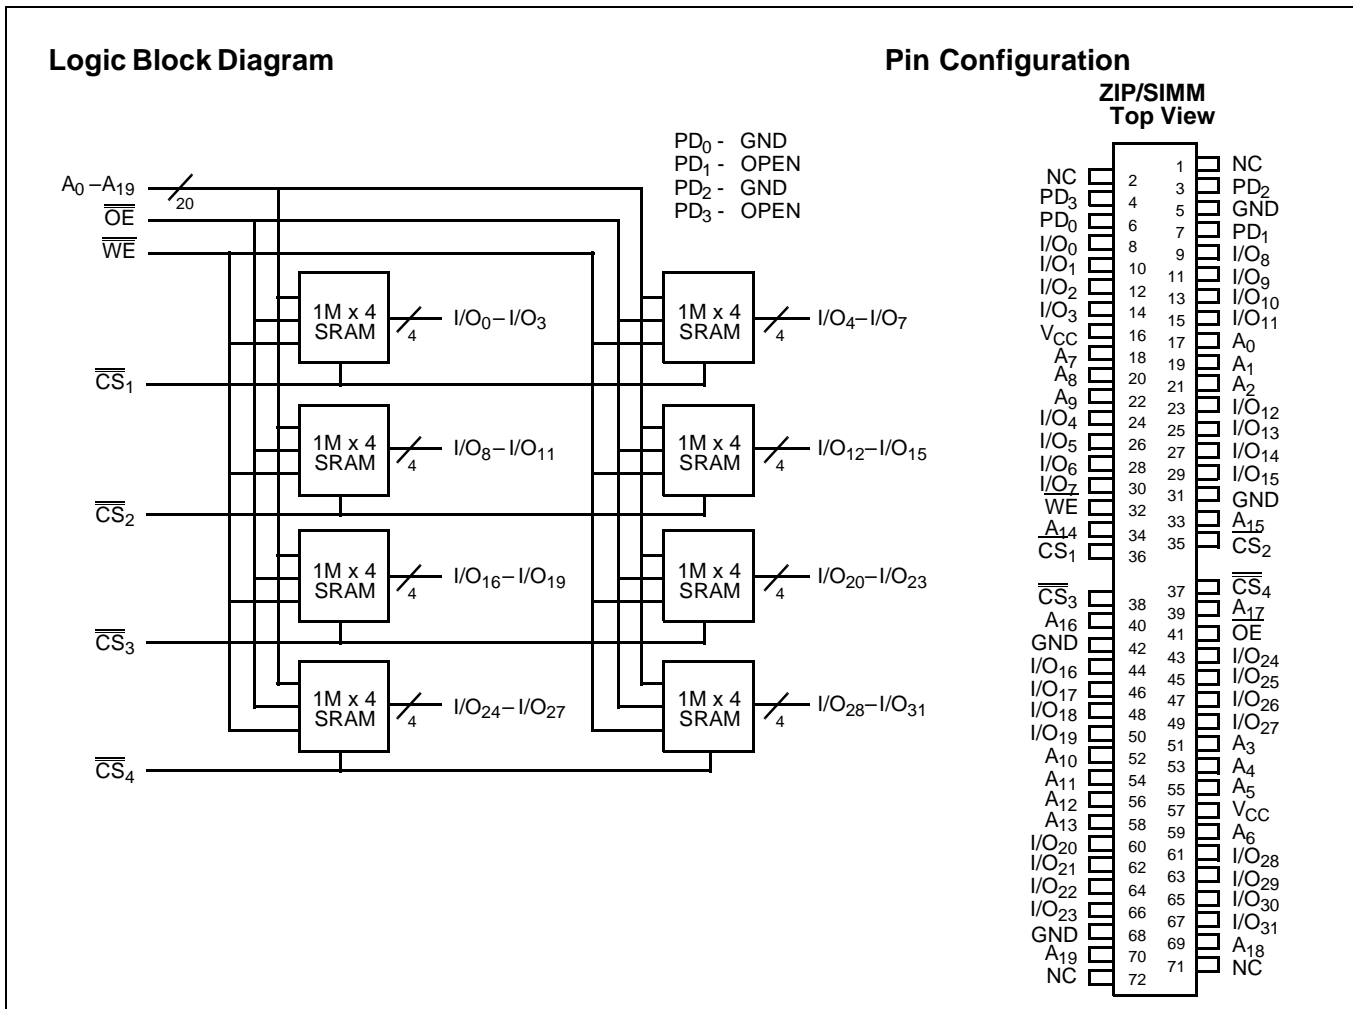 Logic Block Diagram
Pin Configuration
ZIP/SIMM
Top View
PD0 - GND
PD1 - OPEN
PD2 - GND
PD3 - OPEN
A0–A19
20
OE
WE
1M x 4
SRAM
4
I/O0–I/O3
1M x 4
SRAM
4
I/O4–I/O7
CS1
1M x 4
SRAM
4
I/O8–I/O11
1M x 4
SRAM
4
I/O12–I/O15
CS2
1M x 4
SRAM
4
I/O16–I/O19
1M x 4
SRAM
4
I/O20–I/O23
CS3
1M x 4
SRAM
4
I/O24–I/O27
1M x 4
SRAM
4
I/O28–I/O31
CS4
1 NC
NC 2
3 PD2
PD3 4
5 GND
PD0 6
7 PD1
I/O0 8
9 I/O8
I/O1 10
11 I/O9
I/O2 12
13 I/O10
I/O3 14
15 I/O11
VCC 16
17 A0
A7 18
19 A1
A8 20
21 A2
A9 22
23 I/O12
I/O4 24
25 I/O13
I/O5 26
27 I/O14
I/O6 28
29 I/O15
I/O7 30
31 GND
WE 32
33 A15
A14 34
35 CS2
CS1 36
37 CS4
CS3 38
39 A17
A16 40
41 OE
GND 42
43 I/O24
I/O16 44
45 I/O25
I/O17 46
47 I/O26
I/O18 48
49 I/O27
I/O19 50
51 A3
A10 52
53 A4
A11 54
55 A5
A12 56
57 VCC
A13 58
59 A6
I/O20 60
61 I/O28
I/O21 62
63 I/O29
I/O22 64
65 I/O30
I/O23 66
67 I/O31
GND 68
69 A18
A19 70
71 NC
NC 72